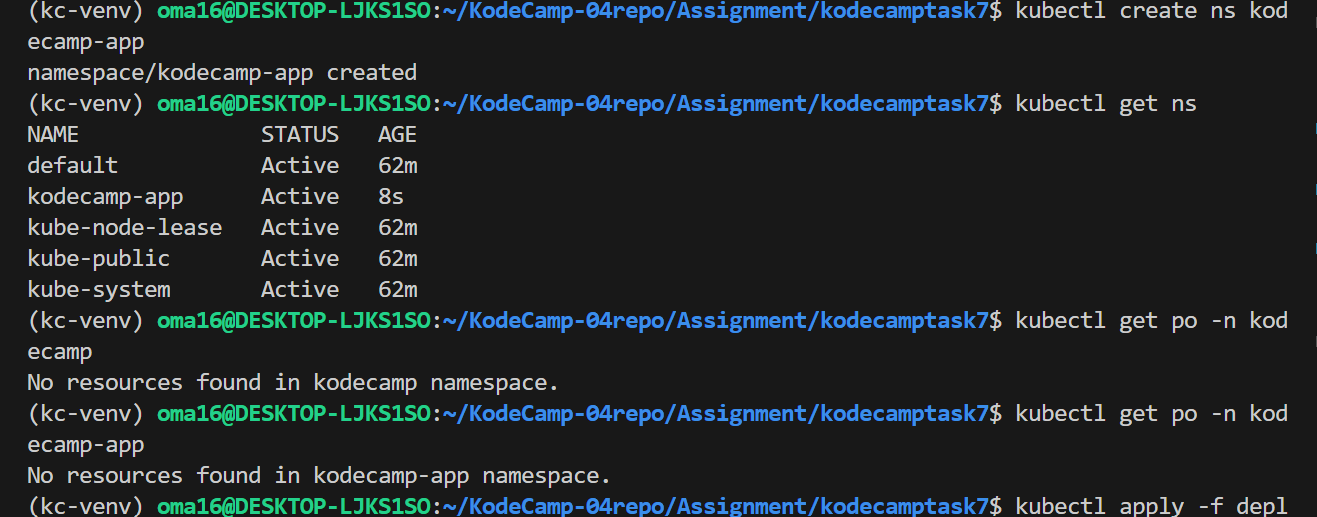 (kc-venv) oma16@DESKTOP-LJKS1SO:~/KodeCamp-04repo/Assignment/kodecamptask7$ kubectl create ns kod
ecamp-app
namespace/kodecamp-app created
(kc-venv) oma16@DESKTOP-LJKS1SO:~/KodeCamp-04repo/Assignment/kodecamptask7$ kubectl get ns
NAME              STATUS   AGE
default           Active   62m
kodecamp-app      Active   8s
kube-node-lease   Active   62m
kube-public       Active   62m
kube-system       Active   62m
(kc-venv) oma16@DESKTOP-LJKS1SO:~/KodeCamp-04repo/Assignment/kodecamptask7$ kubectl get po -n kod
ecamp
No resources found in kodecamp namespace.
(kc-venv) oma16@DESKTOP-LJKS1SO:~/KodeCamp-04repo/Assignment/kodecamptask7$ kubectl get po -n kod
ecamp-app
No resources found in kodecamp-app namespace.
(kc-venv) oma16@DESKTOP-LJKS1SO:~/KodeCamp-04repo/Assignment/kodecamptask7$ kubectl apply -f depl